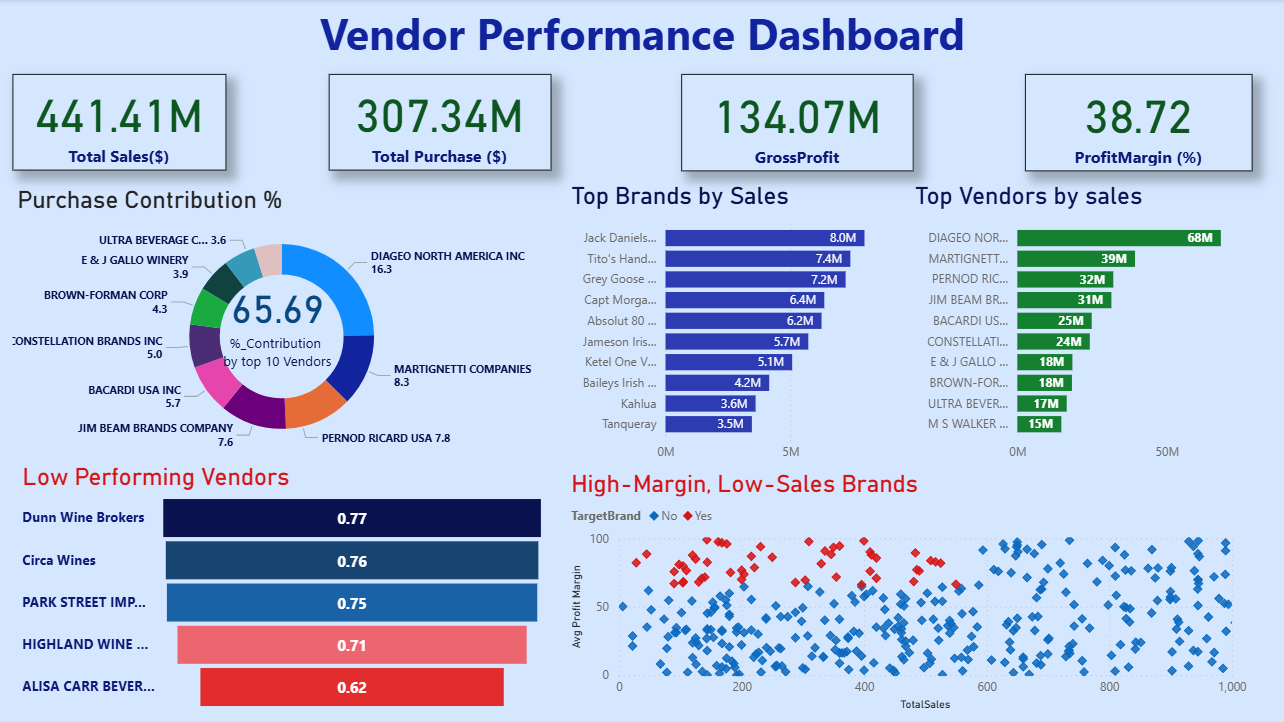 Vendor Performance Dashboard
441.41M
Total Sales($)
307.34M
Total Purchase ($)
134.07M
GrossProfit
38.72
ProfitMargin (%)
Purchase Contribution %
ULTRA BEVERAGE C... 3.6
E & J GALLO WINERY
3.9
BROWN-FORMAN CORP
4.3
CONSTELLATION BRANDS INC
5.0
BACARDI USA INC
5.7
JIM BEAM BRANDS COMPANY
7.6
PERNOD RICARD USA 7.8
MARTIGNETTI COMPANIES
8.3
DIAGEO NORTH AMERICA INC
16.3
65.69
%_Contribution
by top 10 Vendors
Top Brands by Sales
Jack Daniels... 8.0M
Tito's Hand... 7.4M
Grey Goose ... 7.2M
Capt Morga... 6.4M
Absolut 80 ... 6.2M
Jameson Iris... 5.7M
Ketel One V... 5.1M
Baileys Irish ... 4.2M
Kahlua 3.6M
Tanqueray 3.5M
0M 5M
Top Vendors by sales
DIAGEO NOR... 68M
MARTIGNETT... 39M
PERNOD RIC... 32M
JIM BEAM BR... 31M
BACARDI US... 25M
CONSTELLATI... 24M
E & J GALLO ... 18M
BROWN-FOR... 18M
ULTRA BEVER... 17M
M S WALKER ... 15M
0M 50M
Low Performing Vendors
Dunn Wine Brokers 0.77
Circa Wines 0.76
PARK STREET IMP... 0.75
HIGHLAND WINE ... 0.71
ALISA CARR BEVER... 0.62
High-Margin, Low-Sales Brands
TargetBrand No Yes
Avg Profit Margin
100
50
0
0 200 400 600 800 1,000
TotalSales